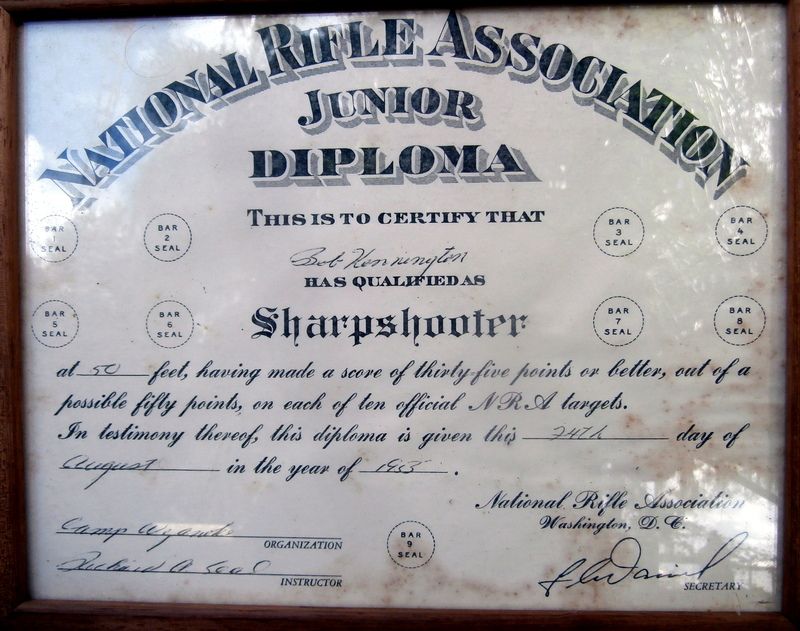 NATIONAL RIFLE ASSOCIATION
JUNIOR
DIPLOMA
THIS IS TO CERTIFY THAT
BAR 1 SEAL
BAR 2 SEAL
BAR 3 SEAL
BAR 4 SEAL
Bob Kennington
HAS QUALIFIED AS
BAR 5 SEAL
BAR 6 SEAL
Sharpshooter
BAR 7 SEAL
BAR 8 SEAL
at 50 feet, having made a score of thirty-five points or better, out of a
possible fifty points, on each of ten official NRA targets.
In testimony thereof, this diploma is given this 24th day of
August in the year of 1955.
National Rifle Association
Washington, D. C.
Camp
ORGANIZATION
BAR 9 SEAL
Richard A
INSTRUCTOR
SECRETARY